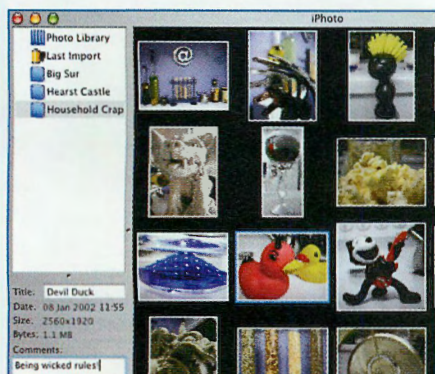 iPhoto
Photo Library
Last Import
Big Sur
Hearst Castle
Household Crap
@
Title: Devil Duck
Date: 08 Jan 2002 11:55
Size: 2560x1920
Bytes: 1.1 MB
Comments:
Being wicked rules!